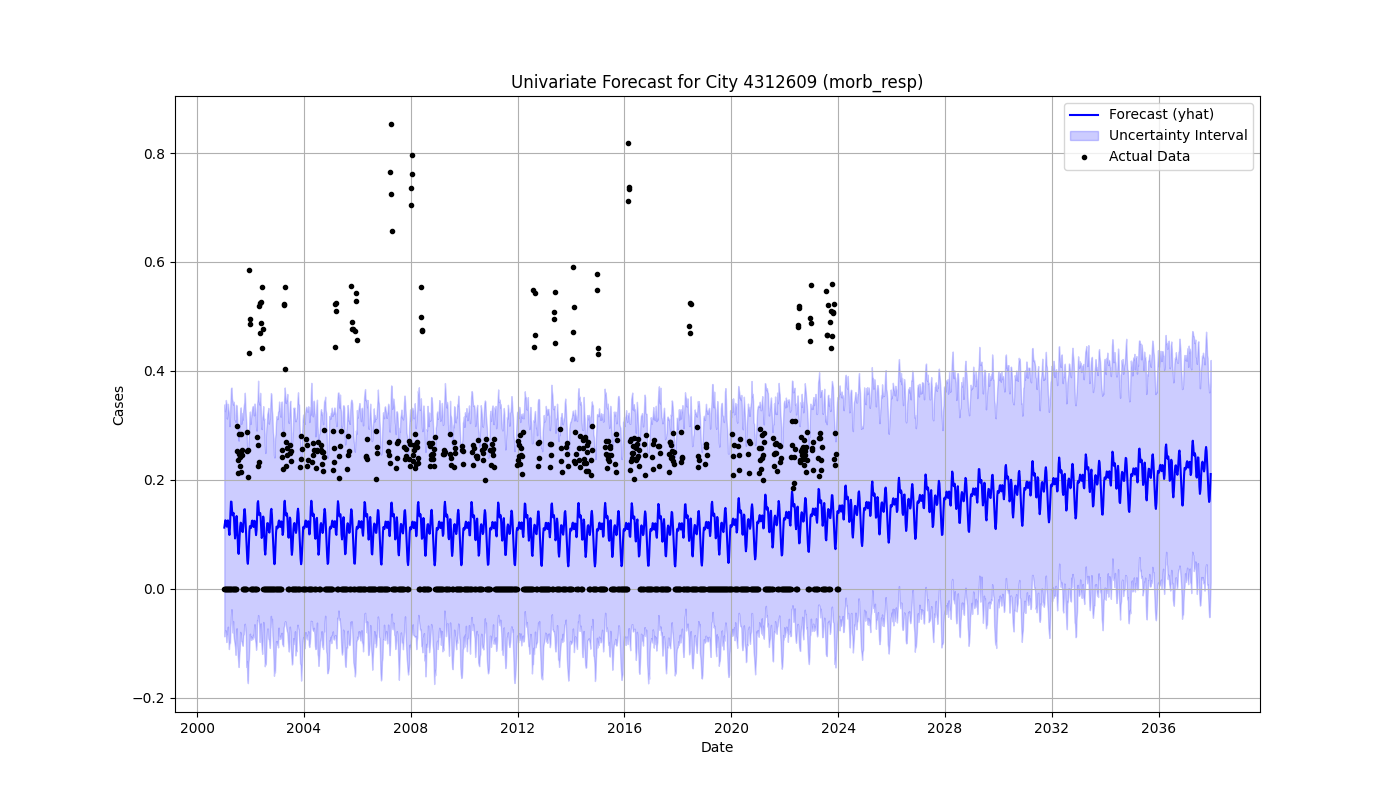 Univariate Forecast for City 4312609 (morb_resp)
Forecast (yhat)
Uncertainty Interval
Actual Data
Cases
0.8
0.6
0.4
0.2
0.0
−0.2
2000 2004 2008 2012 2016 2020 2024 2028 2032 2036
Date